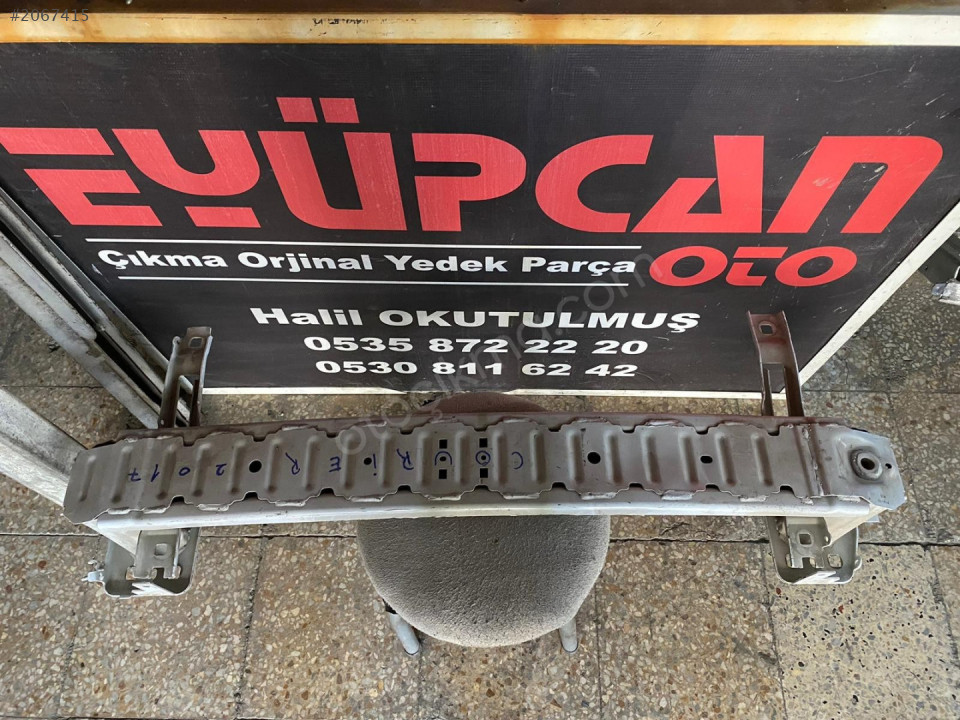 #2067415
EYÜPCAN
Çıkma Orjinal Yedek Parça OTO
Halil OKUTULMUŞ
0535 872 22 20
0530 811 62 42
COURİER 2017